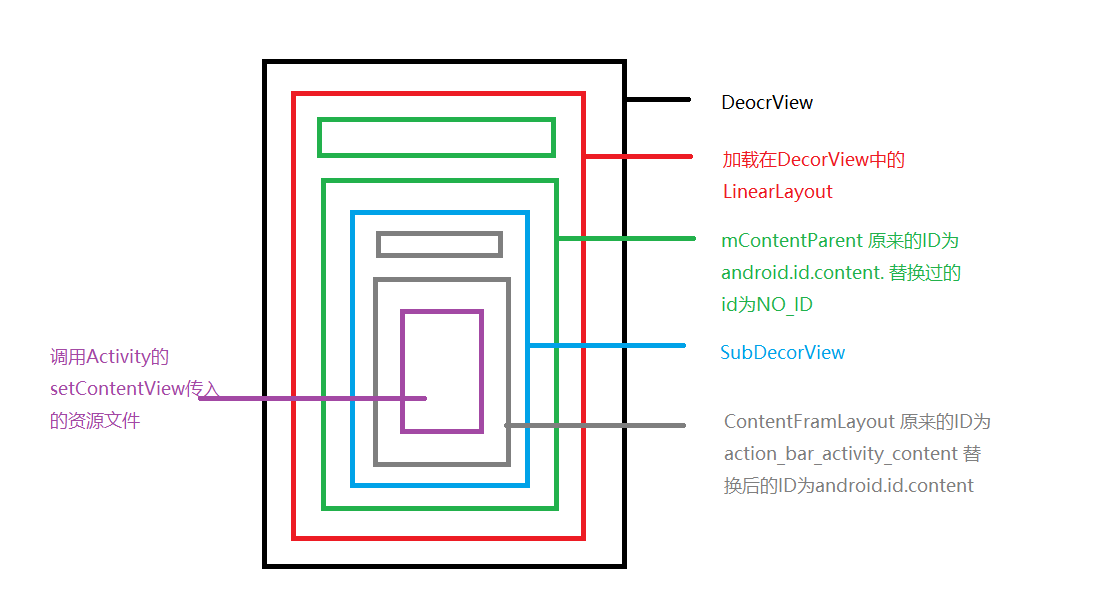 DeocrView
加载在DecorView中的
LinearLayout
mContentParent 原来的ID为
android.id.content. 替换过的
id为NO_ID
SubDecorView
调用Activity的
setContentView传入
的资源文件
ContentFramLayout 原来的ID为
action_bar_activity_content 替
换后的ID为android.id.content